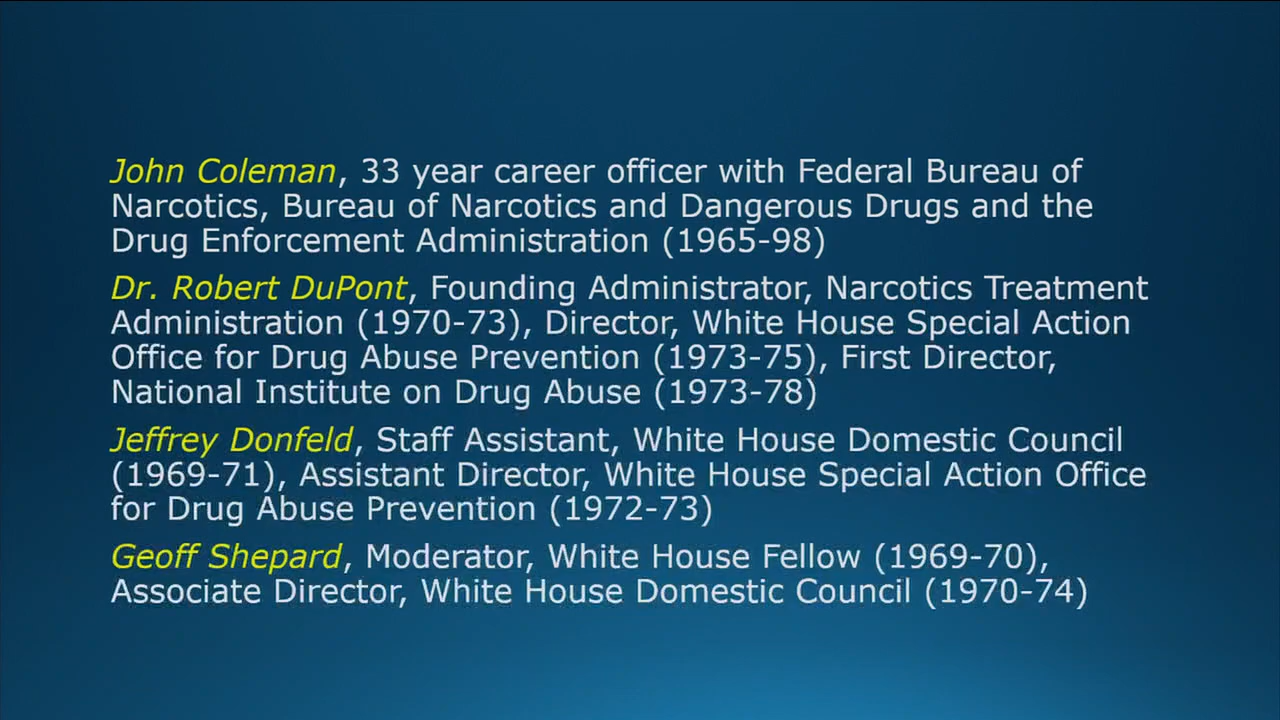 John Coleman, 33 year career officer with Federal Bureau of
Narcotics, Bureau of Narcotics and Dangerous Drugs and the
Drug Enforcement Administration (1965-98)
Dr. Robert DuPont, Founding Administrator, Narcotics Treatment
Administration (1970-73), Director, White House Special Action
Office for Drug Abuse Prevention (1973-75), First Director,
National Institute on Drug Abuse (1973-78)
Jeffrey Donfeld, Staff Assistant, White House Domestic Council
(1969-71), Assistant Director, White House Special Action Office
for Drug Abuse Prevention (1972-73)
Geoff Shepard, Moderator, White House Fellow (1969-70),
Associate Director, White House Domestic Council (1970-74)